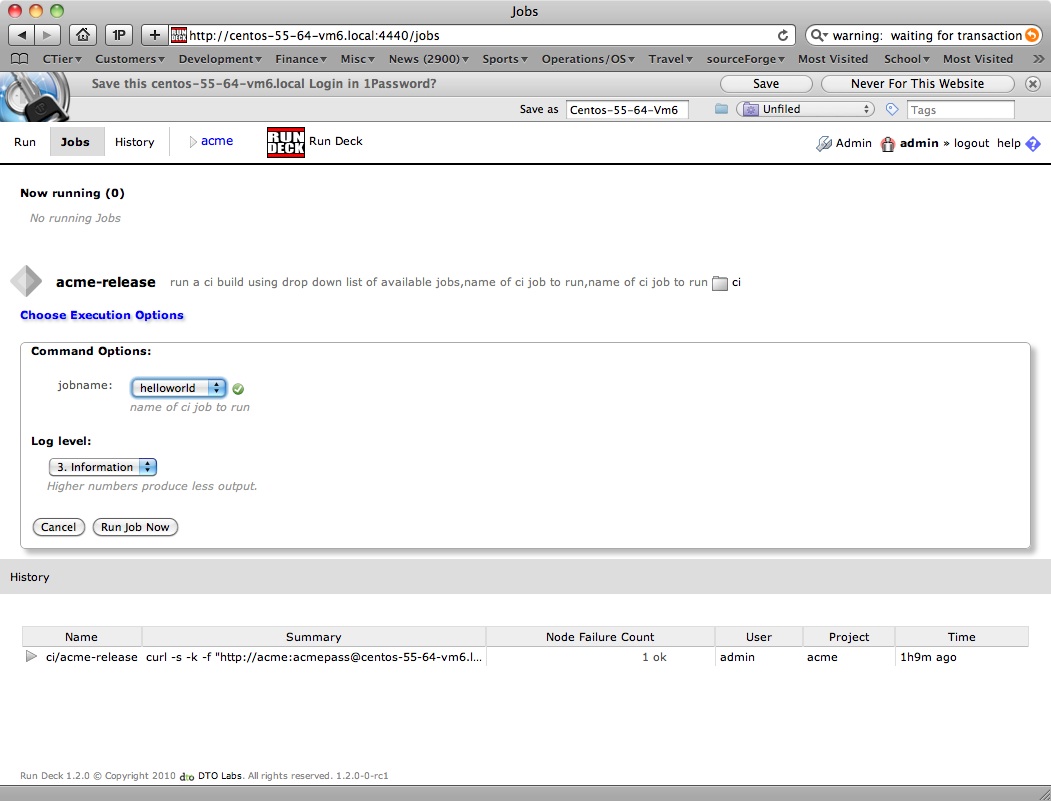 Jobs
1P + RUN DECK http://centos-55-64-vm6.local:4440/jobs warning: waiting for transaction
CTier Customers Development Finance Misc News (2900) Sports Operations/OS Travel sourceForge Most Visited School Most Visited »
Save this centos-55-64-vm6.local Login in 1Password? Save Never For This Website
Save as Centos-55-64-Vm6 Unfiled Tags
Run Jobs History acme RUN DECK Run Deck Admin admin » logout help ?
Now running (0)
No running Jobs
acme-release run a ci build using drop down list of available jobs,name of ci job to run,name of ci job to run ci
Choose Execution Options
Command Options:
jobname: helloworld
name of ci job to run
Log level:
3. Information
Higher numbers produce less output.
Cancel Run Job Now
History
Name Summary Node Failure Count User Project Time
ci/acme-release curl -s -k -f "http://acme:acmepass@centos-55-64-vm6.l... 1 ok admin acme 1h9m ago
Run Deck 1.2.0 © Copyright 2010 dto DTO Labs. All rights reserved. 1.2.0-0-rc1